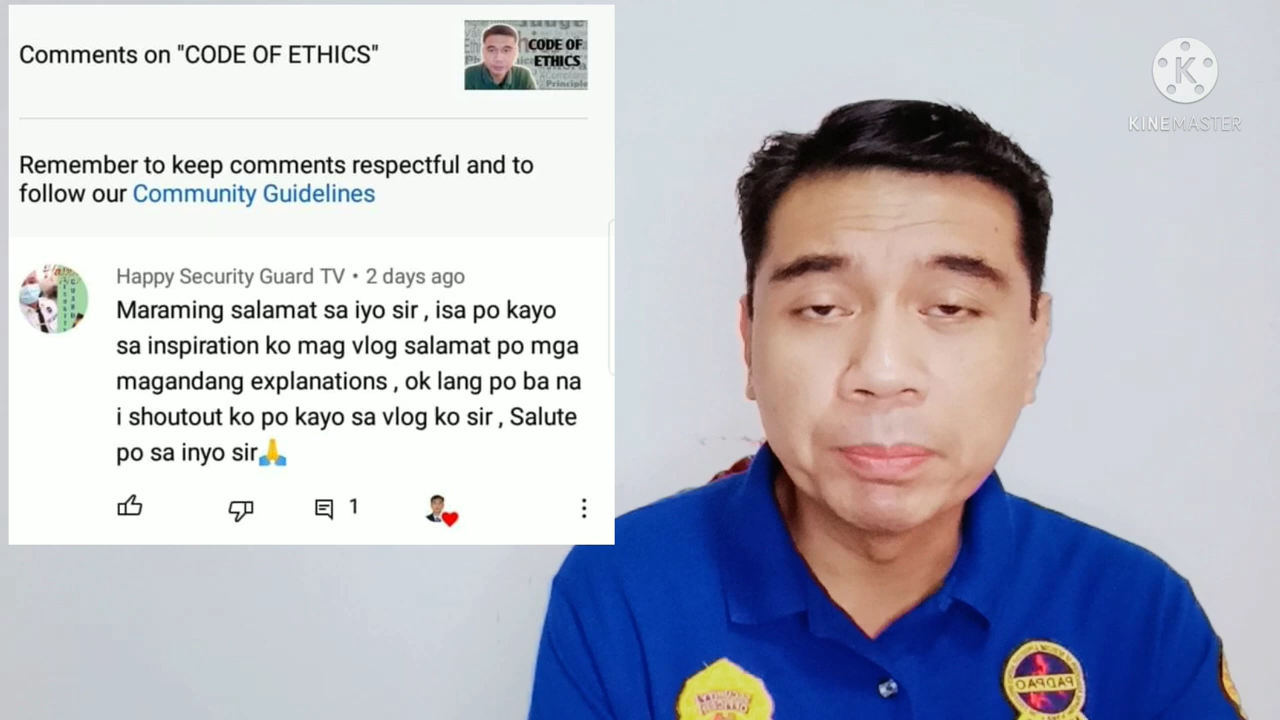 Comments on "CODE OF ETHICS"
CODE OF
ETHICS
Principle
Remember to keep comments respectful and to
follow our Community Guidelines
Happy Security Guard TV • 2 days ago
Maraming salamat sa iyo sir , isa po kayo
sa inspiration ko mag vlog salamat po mga
magandang explanations , ok lang po ba na
i shoutout ko po kayo sa vlog ko sir , Salute
po sa inyo sir🙏
1
KINEMASTER
PADPAO